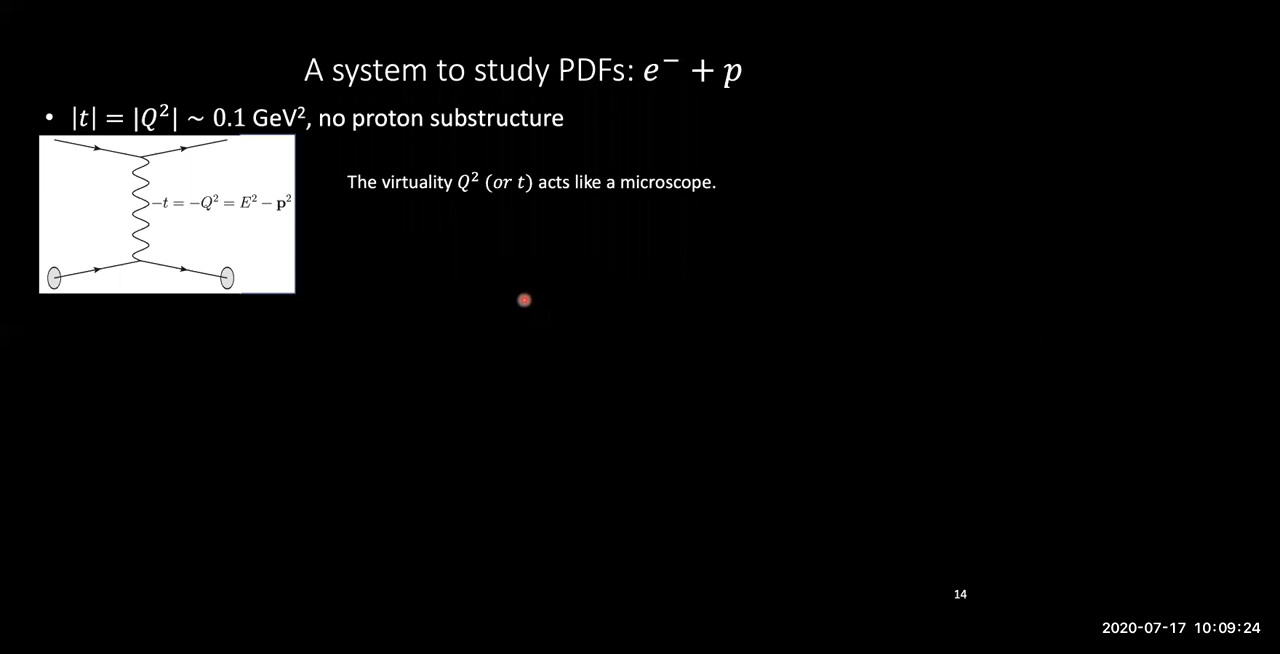 A system to study PDFs: e⁻ + p
• |t| = |Q²| ~ 0.1 GeV², no proton substructure
The virtuality Q² (or t) acts like a microscope.
−t = −Q² = E² − p²
14
2020-07-17 10:09:24